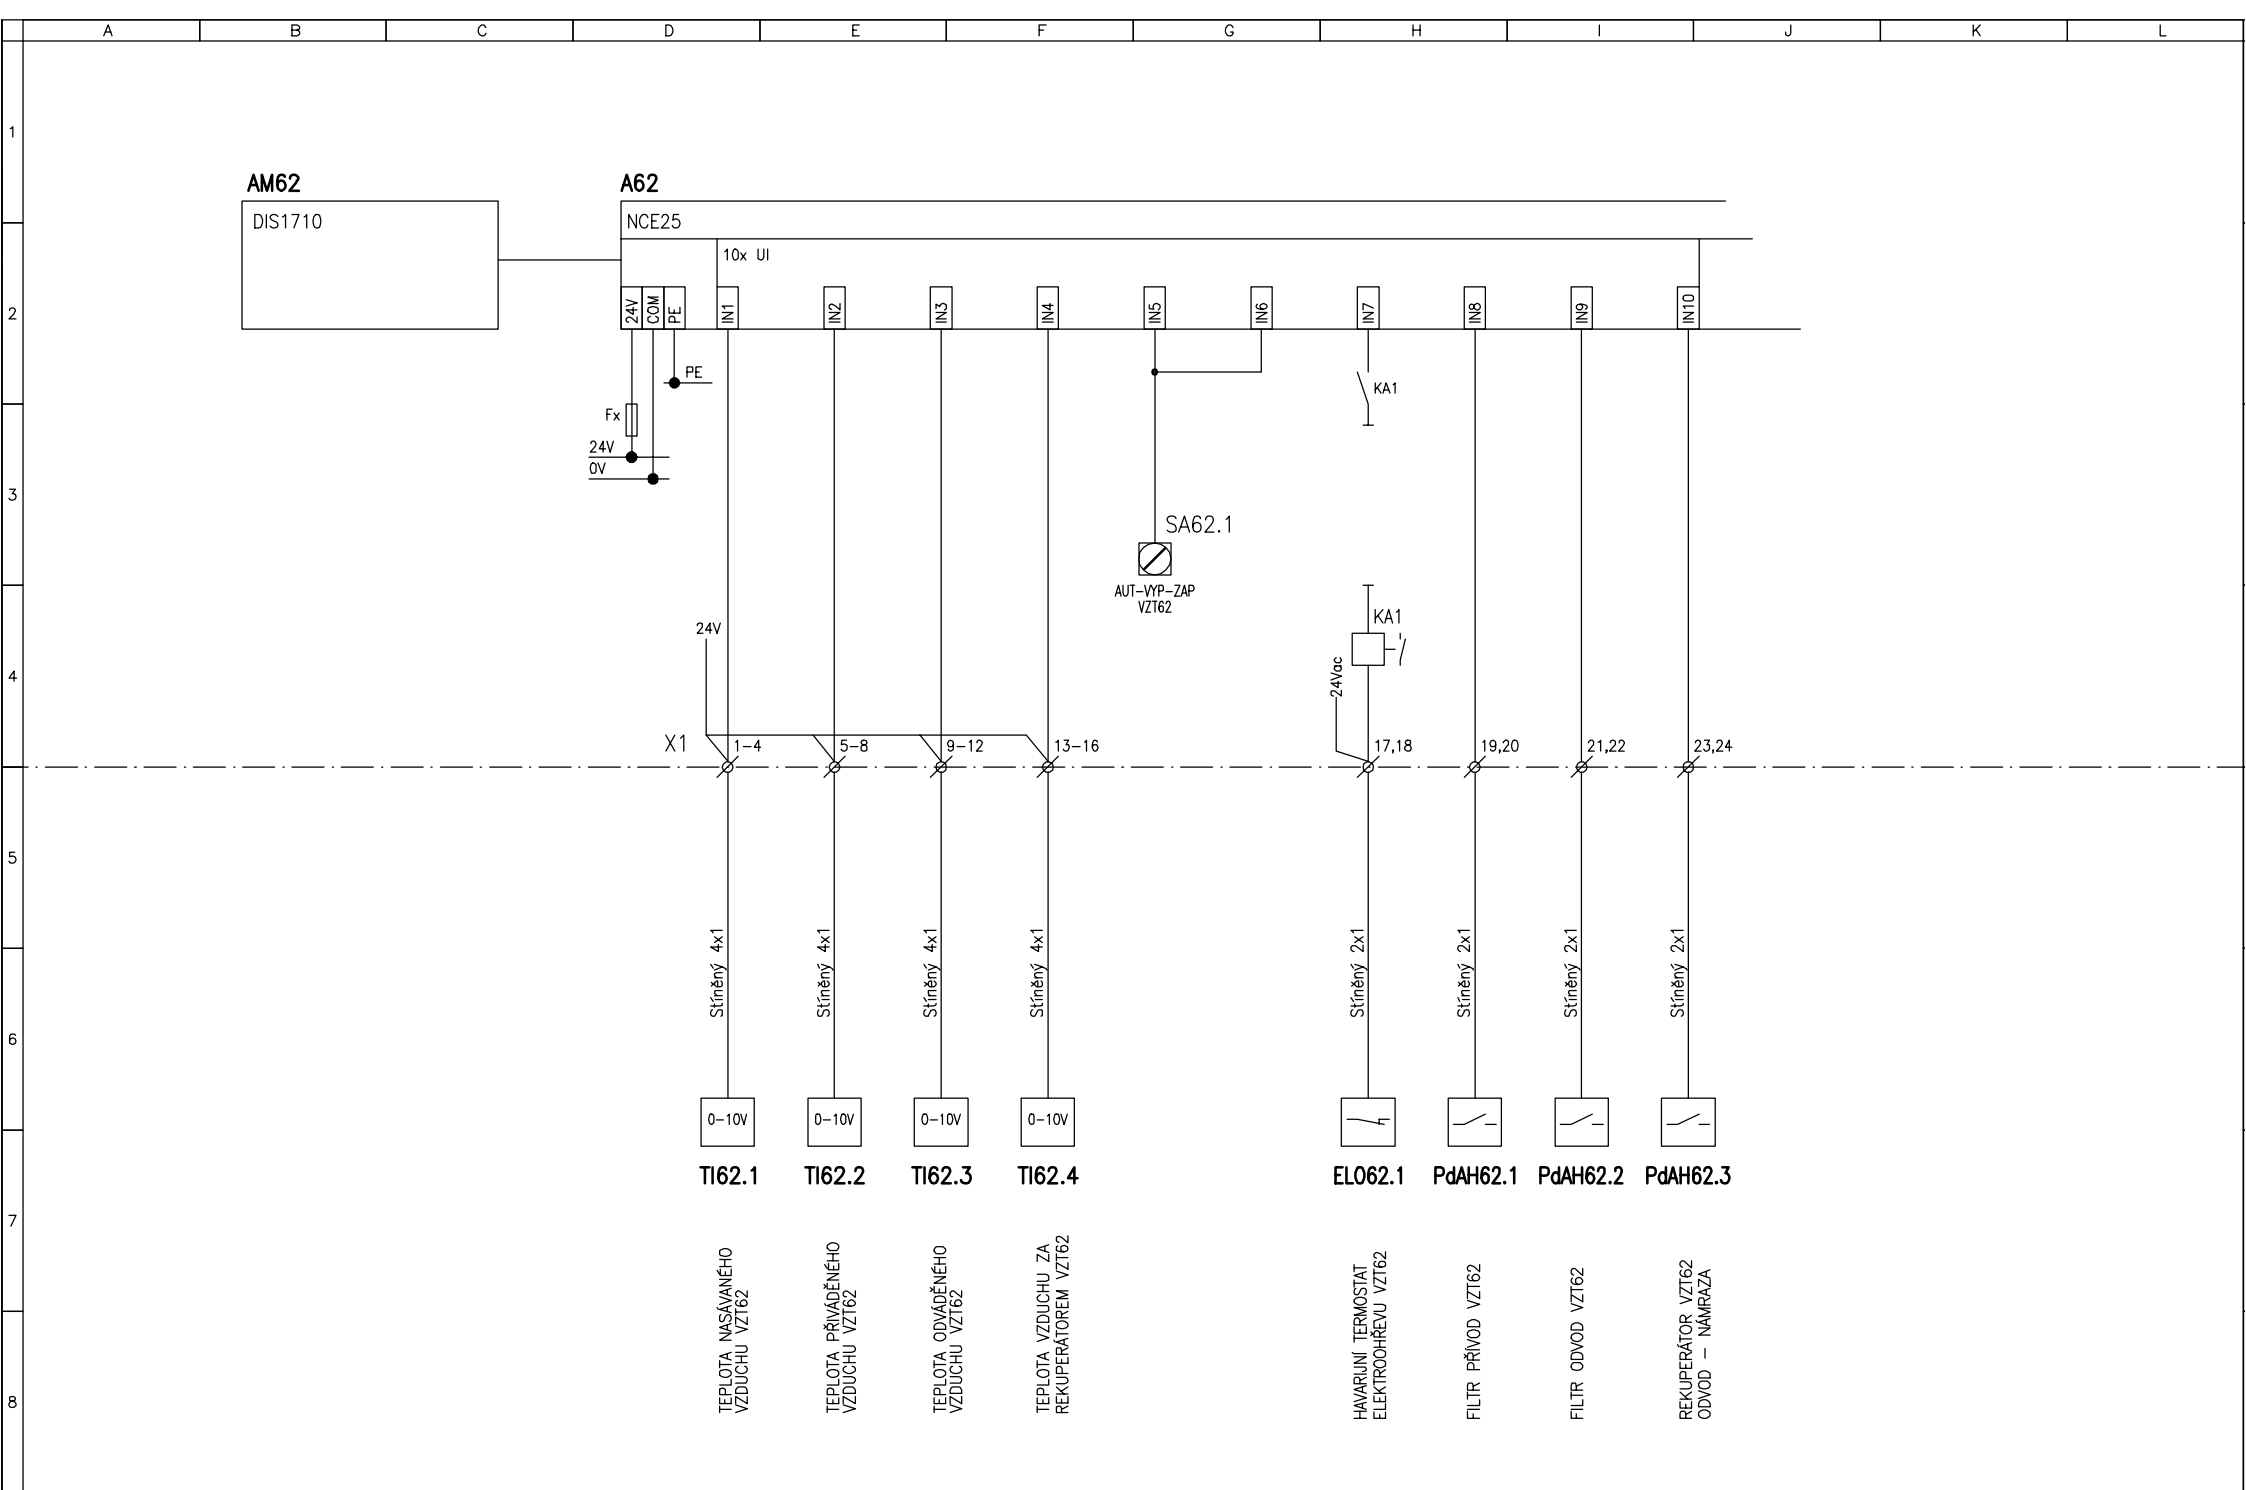 A B C D E F G H I J K L
1
AM62 A62
DIS1710 NCE25
10x UI
2
24V COM PE IN1 IN2 IN3 IN4 IN5 IN6 IN7 IN8 IN9 IN10
PE
KA1
Fx
24V
0V
3
SA62.1
AUT-VYP-ZAP
VZT62
24V
KA1
24Vac
4
X1 1-4 5-8 9-12 13-16 17,18 19,20 21,22 23,24
5
Stíněný 4x1
Stíněný 4x1
Stíněný 4x1
Stíněný 4x1
Stíněný 2x1
Stíněný 2x1
Stíněný 2x1
Stíněný 2x1
6
0-10V 0-10V 0-10V 0-10V
TI62.1 TI62.2 TI62.3 TI62.4 ELO62.1 PdAH62.1 PdAH62.2 PdAH62.3
7
TEPLOTA NASÁVANÉHO
VZDUCHU VZT62
TEPLOTA PŘIVÁDĚNÉHO
VZDUCHU VZT62
TEPLOTA ODVÁDĚNÉHO
VZDUCHU VZT62
TEPLOTA VZDUCHU ZA
REKUPERÁTOREM VZT62
HAVARIJNÍ TERMOSTAT
ELEKTROOHŘEVU VZT62
FILTR PŘÍVOD VZT62
FILTR ODVOD VZT62
REKUPERÁTOR VZT62
ODVOD - NÁMRAZA
8